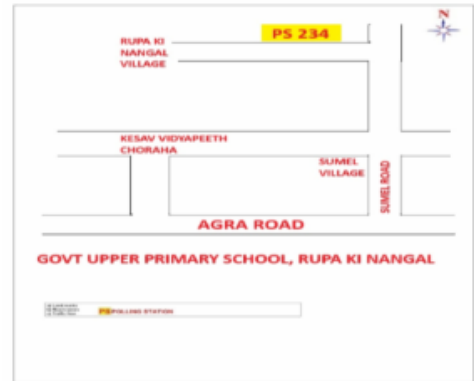 N
PS 234
RUPA KI
NANGAL
VILLAGE
KESAV VIDYAPEETH
CHORAHA
SUMEL
VILLAGE
SUMEL ROAD
AGRA ROAD
GOVT UPPER PRIMARY SCHOOL, RUPA KI NANGAL
PS POLLING STATION